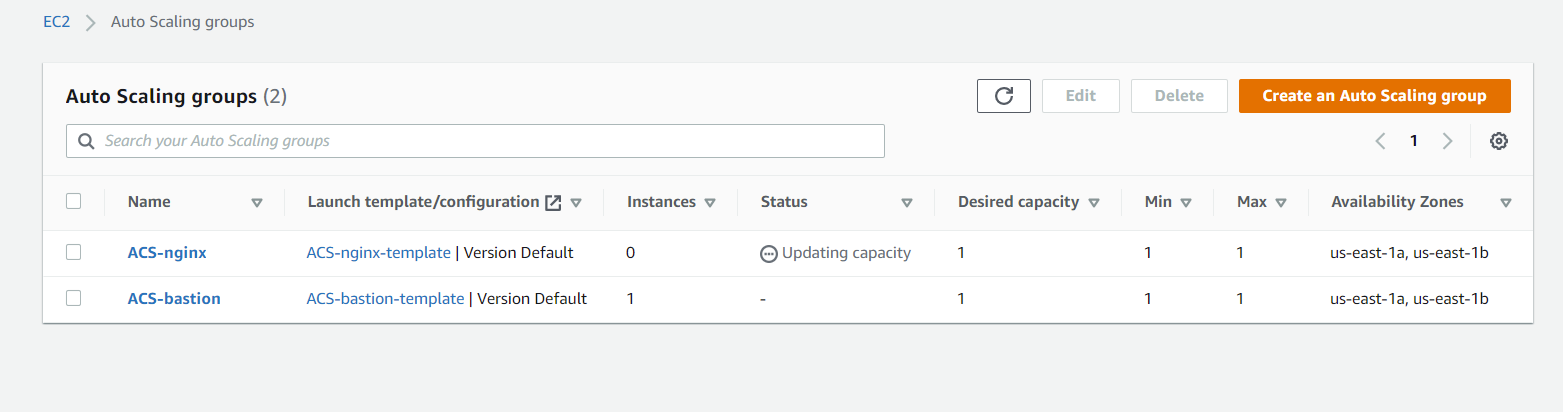 EC2 Auto Scaling groups
Auto Scaling groups (2) Edit Delete Create an Auto Scaling group
Search your Auto Scaling groups 1
Name Launch template/configuration Instances Status Desired capacity Min Max Availability Zones
ACS-nginx ACS-nginx-template | Version Default 0 Updating capacity 1 1 1 us-east-1a, us-east-1b
ACS-bastion ACS-bastion-template | Version Default 1 - 1 1 1 us-east-1a, us-east-1b